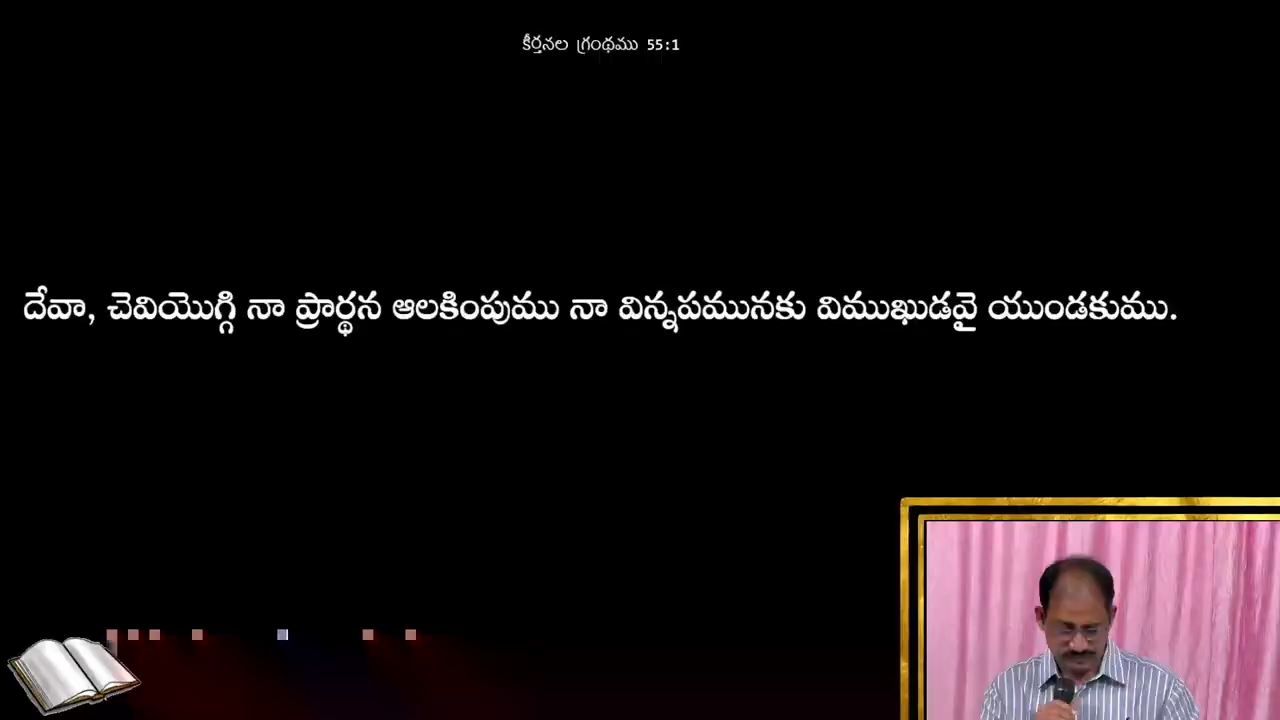 కీర్తనల గ్రంథము 55:1
దేవా, చెవియొగ్గి నా ప్రార్థన ఆలకింపుము నా విన్నపమునకు విముఖుడవై యుండకుము.